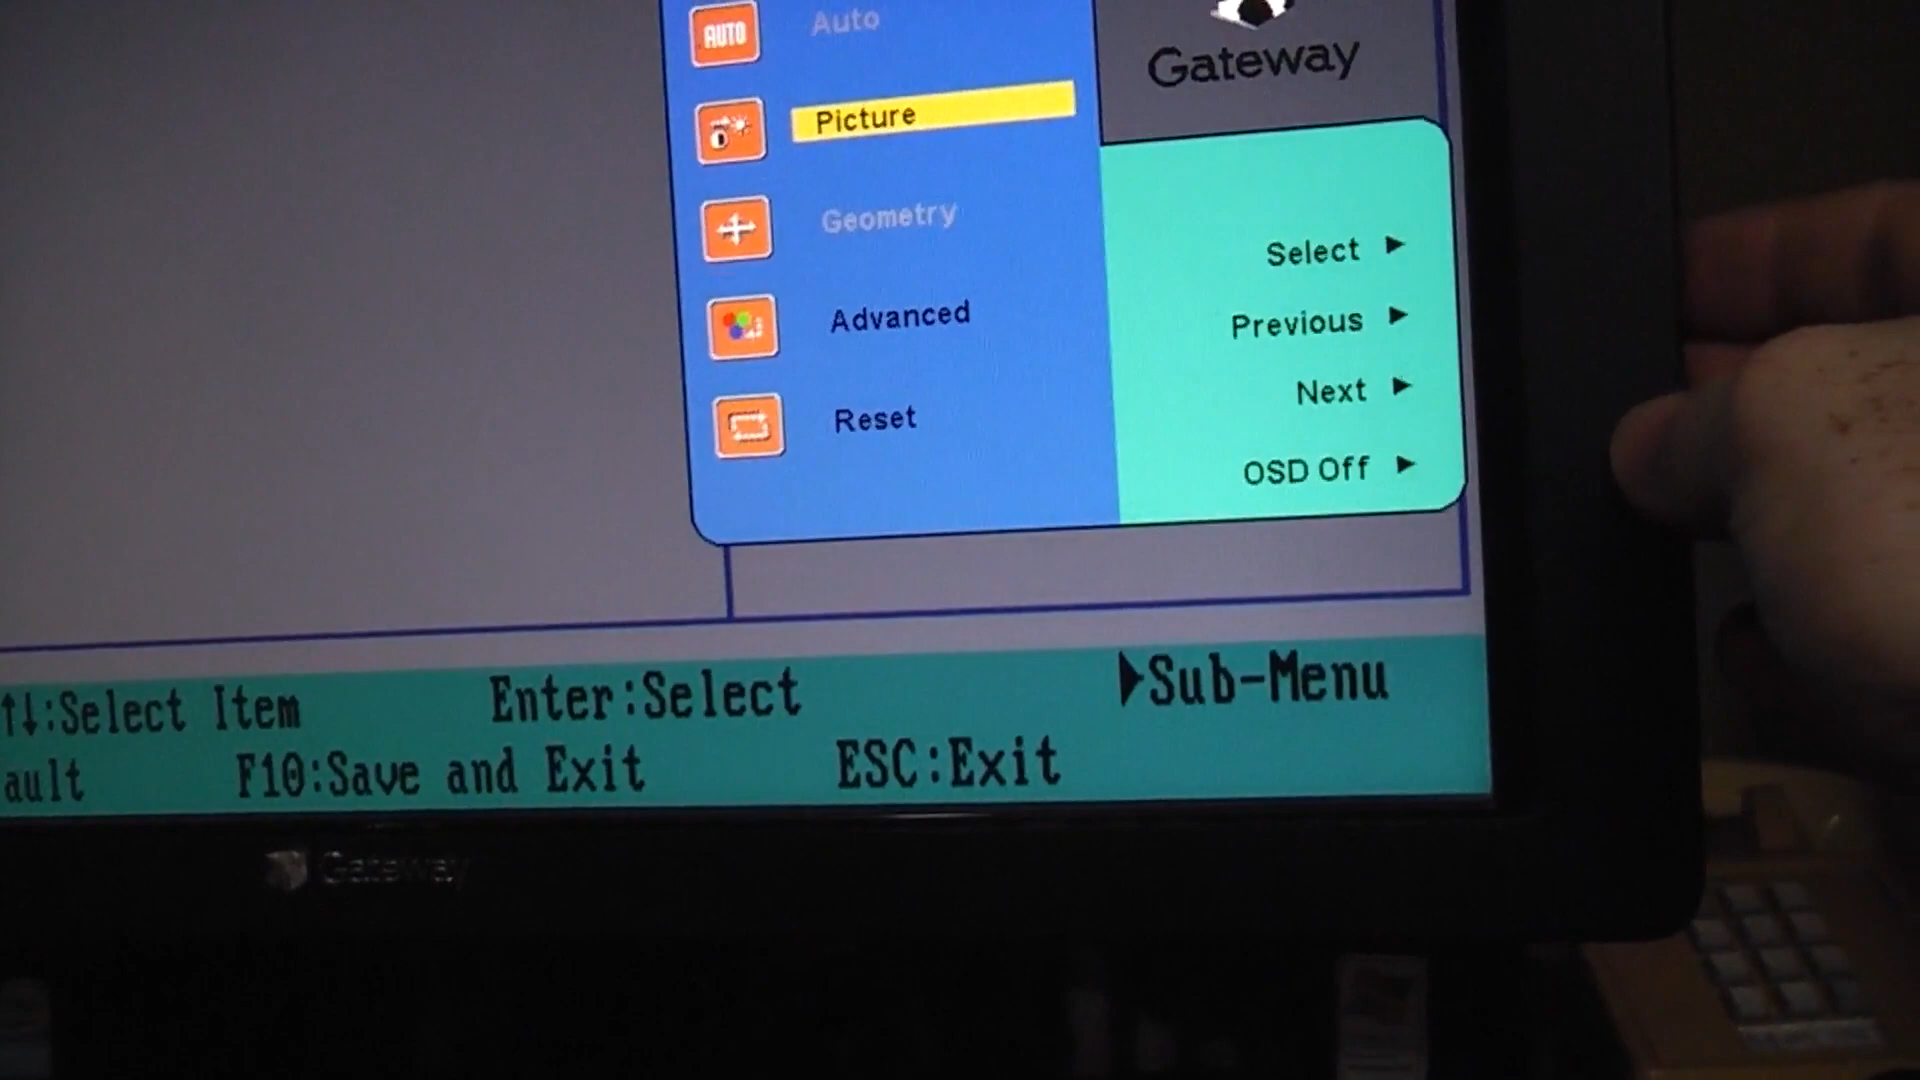 AUTO Auto
Gateway
Picture
Geometry
Select ▶
Advanced
Previous ▶
Next ▶
Reset
OSD Off ▶
↑↓:Select Item Enter:Select ▶Sub-Menu
ault F10:Save and Exit ESC:Exit
Gateway